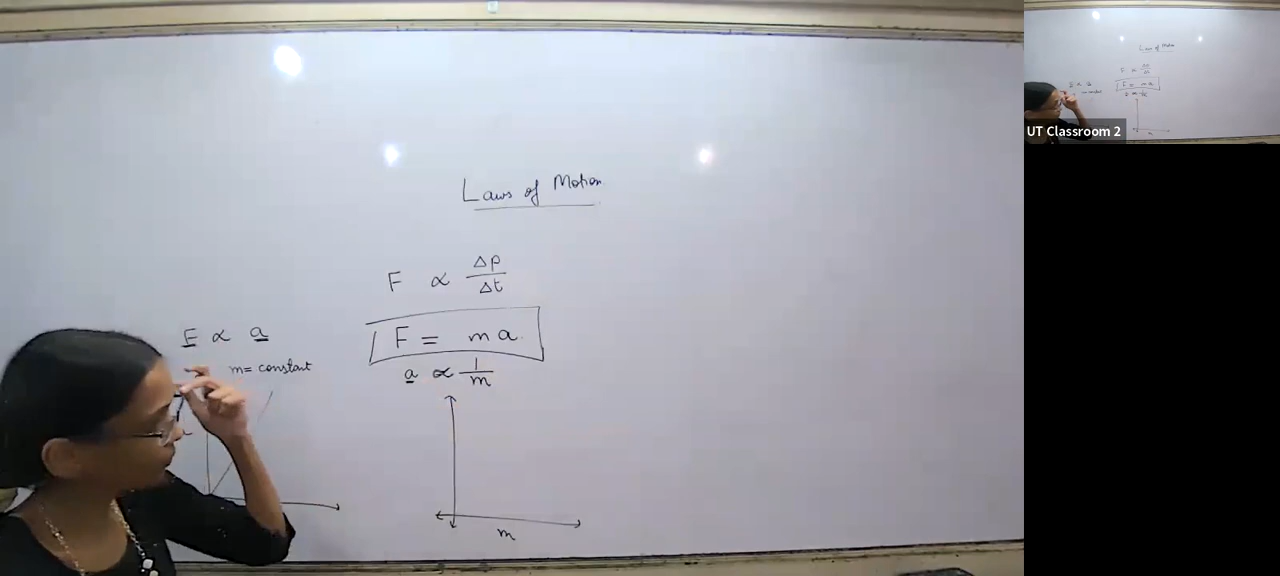 Laws of Motion
F ∝ Δp/Δt
F = ma
a ∝ 1/m
m
F ∝ a
m = constant
UT Classroom 2